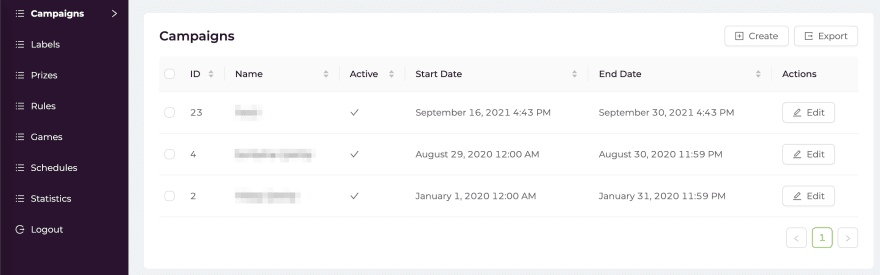 Campaigns
Labels
Prizes
Rules
Games
Schedules
Statistics
Logout
Campaigns
Create Export
ID Name Active Start Date End Date Actions
23 September 16, 2021 4:43 PM September 30, 2021 4:43 PM Edit
4 August 29, 2020 12:00 AM August 30, 2020 11:59 PM Edit
2 January 1, 2020 12:00 AM January 31, 2020 11:59 PM Edit
1